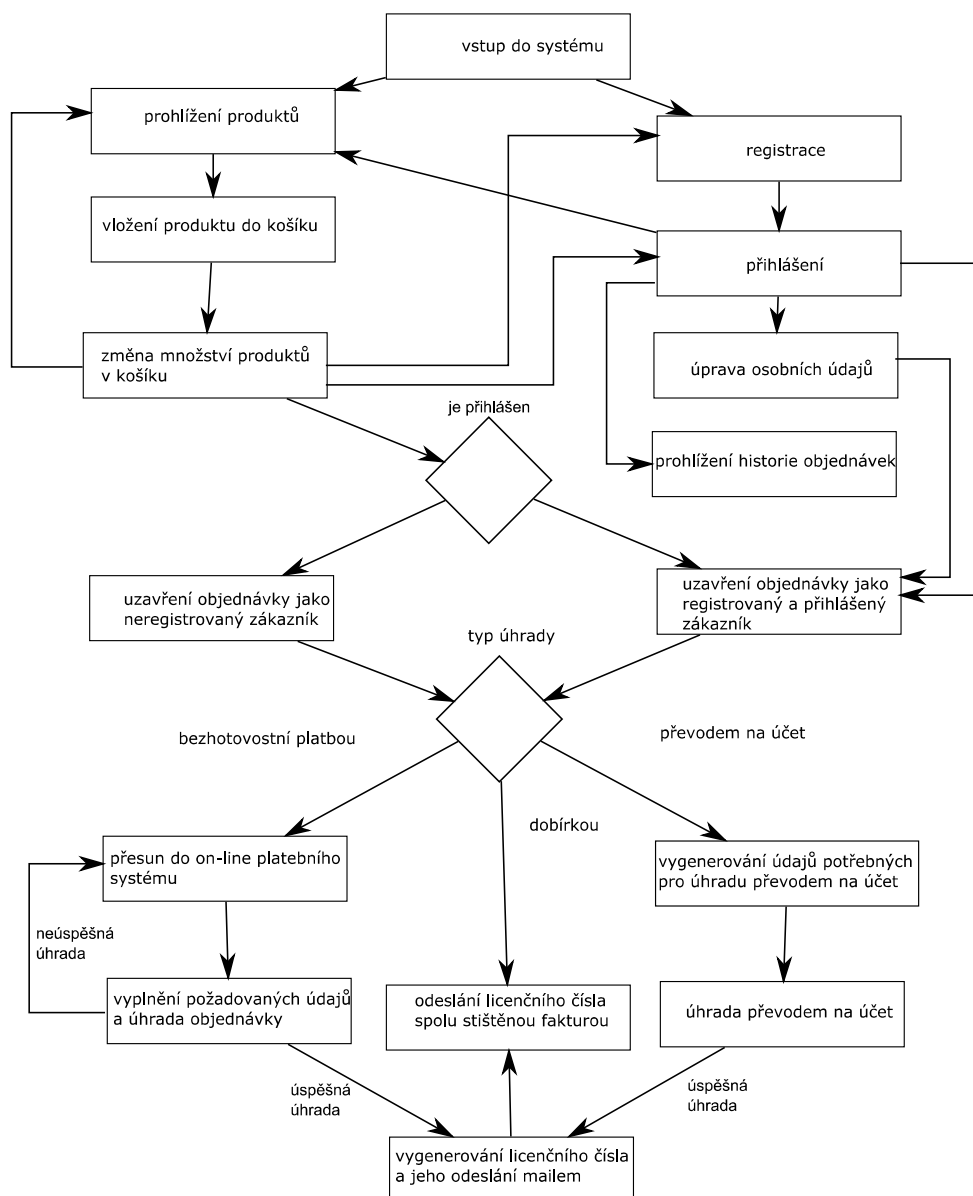 vstup do systému
prohlížení produktů
registrace
vložení produktu do košíku
přihlášení
změna množství produktů
v košíku
úprava osobních údajů
je přihlášen
prohlížení historie objednávek
uzavření objednávky jako
neregistrovaný zákazník
uzavření objednávky jako
registrovaný a přihlášený
zákazník
typ úhrady
bezhotovostní platbou
převodem na účet
dobírkou
přesun do on-line platebního
systému
vygenerování údajů potřebných
pro úhradu převodem na účet
neúspěšná
úhrada
vyplnění požadovaných údajů
a úhrada objednávky
odeslání licenčního čísla
spolu stištěnou fakturou
úhrada převodem na účet
úspěšná
úhrada
úspěšná
úhrada
vygenerování licenčního čísla
a jeho odeslání mailem